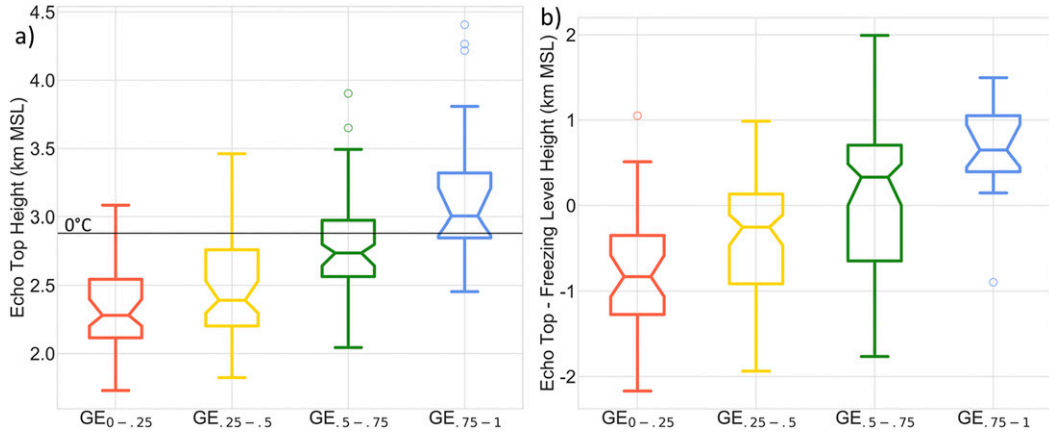 a)
Echo Top Height (km MSL)
4.5
4.0
3.5
3.0
2.5
2.0
0°C
GE0−.25 GE.25−.5 GE.5−.75 GE.75−1
b)
Echo Top - Freezing Level Height (km MSL)
2
1
0
-1
-2
GE0−.25 GE.25−.5 GE.5−.75 GE.75−1